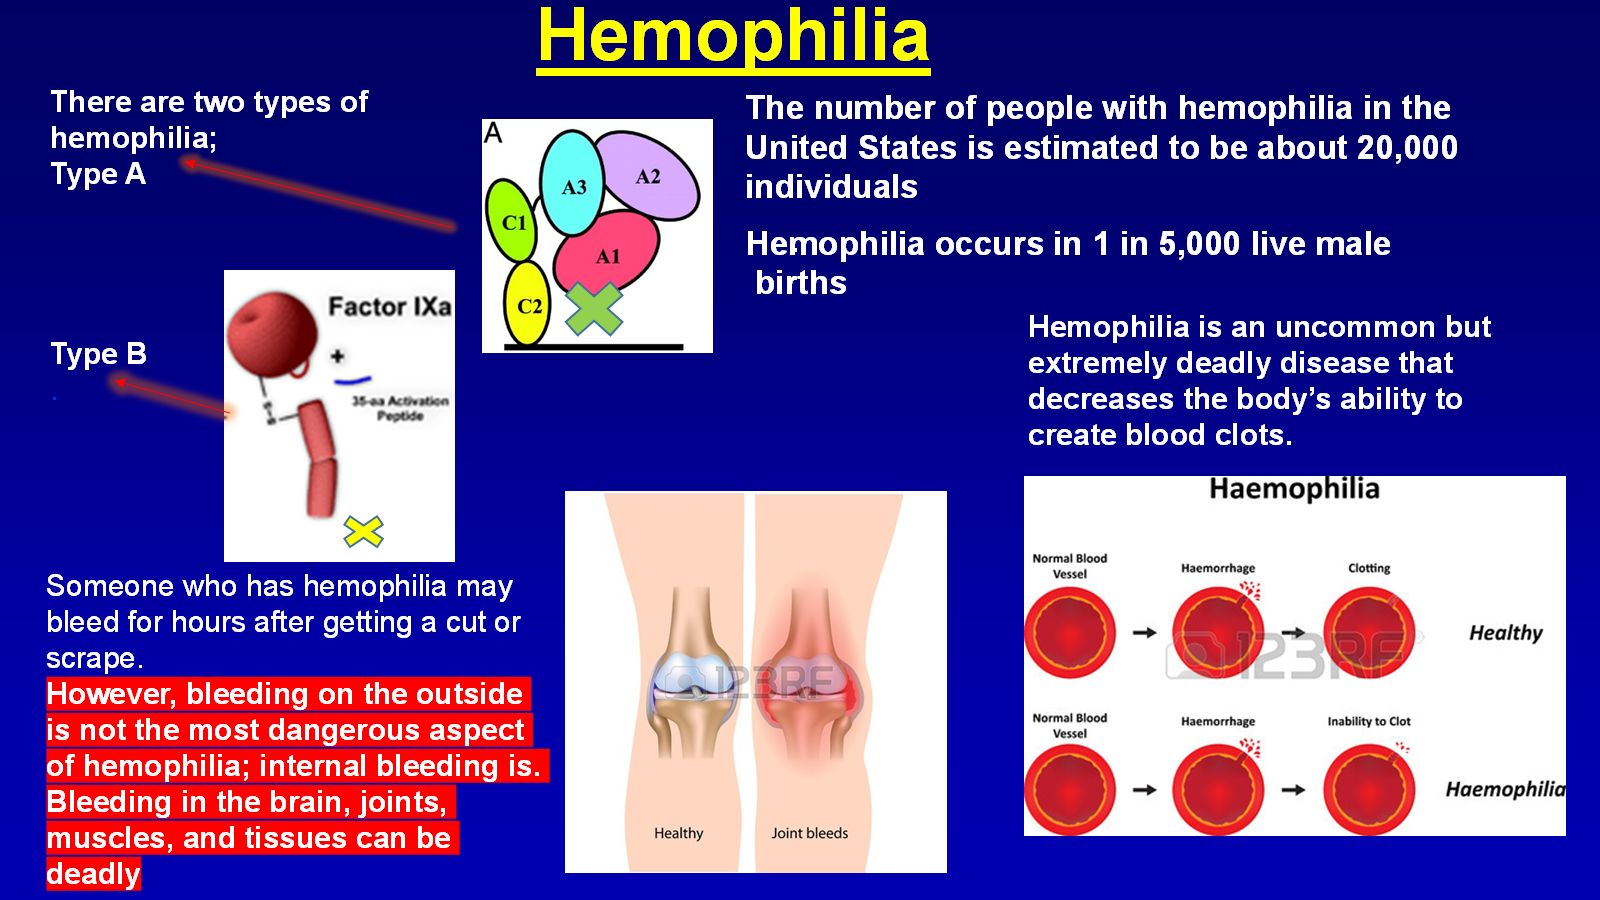 Hemophilia
There are two types of
hemophilia;
Type A
A
A3
A2
C1
A1
C2
The number of people with hemophilia in the
United States is estimated to be about 20,000
individuals
Hemophilia occurs in 1 in 5,000 live male
births
Factor IXa
+
35-aa Activation
Peptide
Type B
.
Hemophilia is an uncommon but
extremely deadly disease that
decreases the body’s ability to
create blood clots.
Someone who has hemophilia may
bleed for hours after getting a cut or
scrape.
However, bleeding on the outside
is not the most dangerous aspect
of hemophilia; internal bleeding is.
Bleeding in the brain, joints,
muscles, and tissues can be
deadly
123RF
Healthy
Joint bleeds
Haemophilia
Normal Blood
Vessel
Haemorrhage
Clotting
Healthy
123RF
Normal Blood
Vessel
Haemorrhage
Inability to Clot
Haemophilia